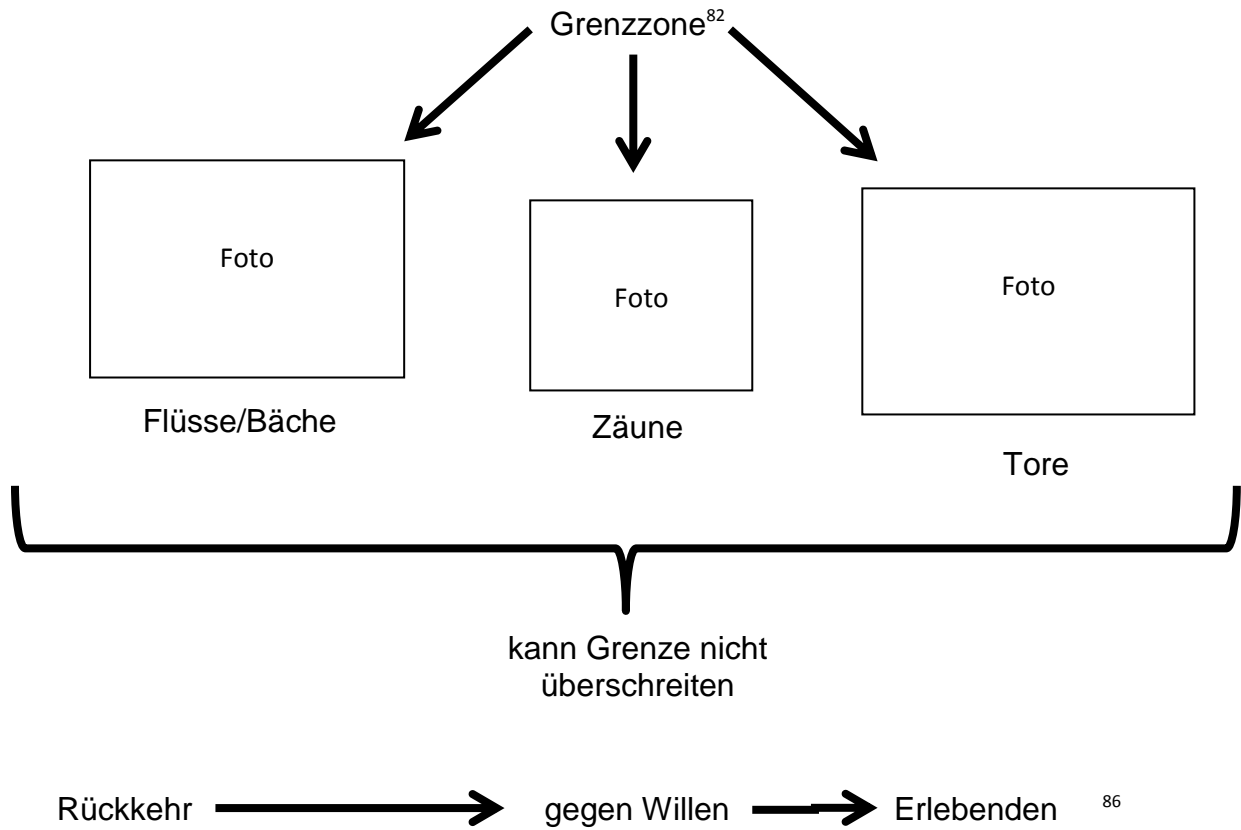 Grenzzone82
Foto
Foto
Foto
Flüsse/Bäche
Zäune
Tore
kann Grenze nicht
überschreiten
Rückkehr gegen Willen Erlebenden 86